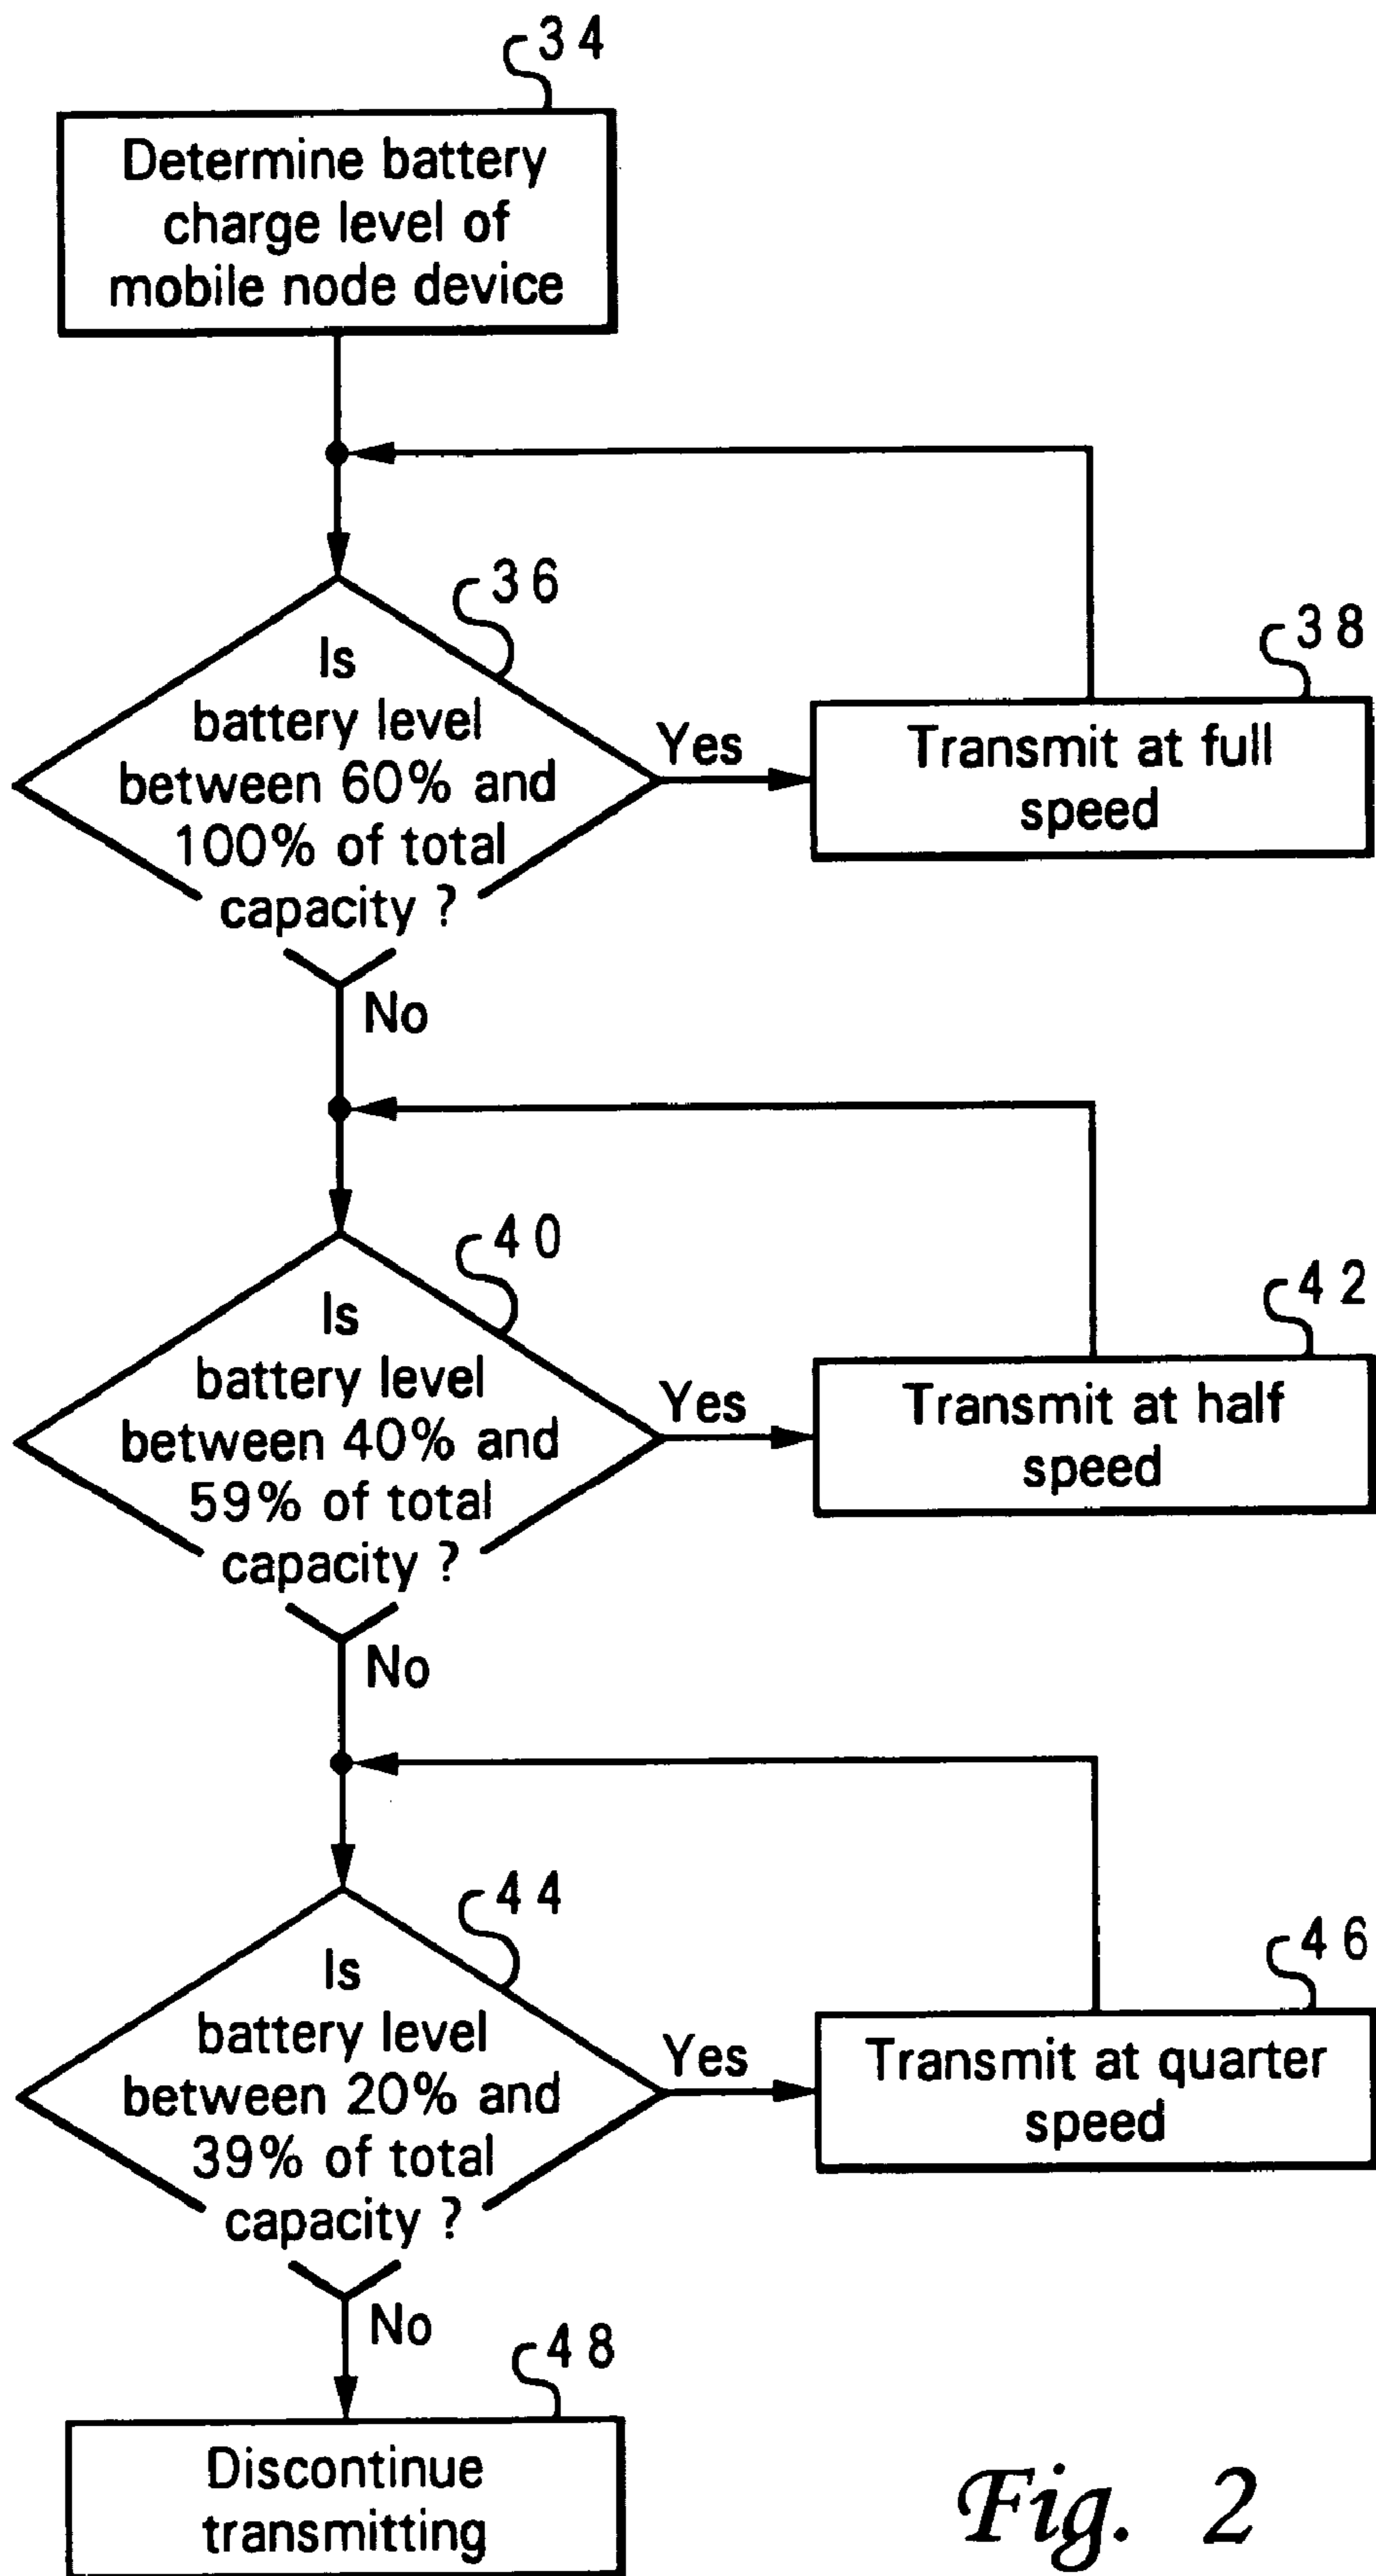 34
Determine battery
charge level of
mobile node device
36
Is
battery level
between 60% and
100% of total
capacity ?
Yes
38
Transmit at full
speed
No
40
Is
battery level
between 40% and
59% of total
capacity ?
Yes
42
Transmit at half
speed
No
44
Is
battery level
between 20% and
39% of total
capacity ?
Yes
46
Transmit at quarter
speed
No
48
Discontinue
transmitting
Fig. 2